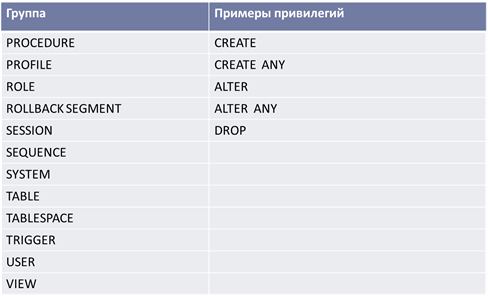 Группа Примеры привилегий
PROCEDURE CREATE
PROFILE CREATE ANY
ROLE ALTER
ROLLBACK SEGMENT ALTER ANY
SESSION DROP
SEQUENCE
SYSTEM
TABLE
TABLESPACE
TRIGGER
USER
VIEW